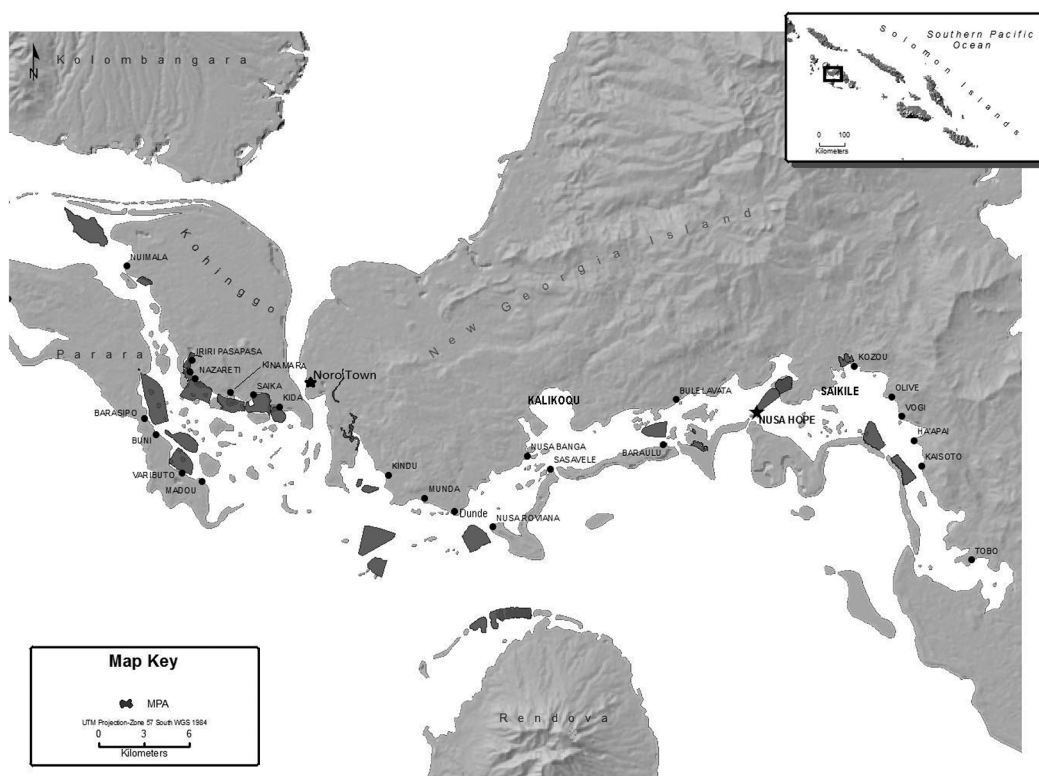 Southern Pacific
Ocean
Solomon Islands
0 100
Kilometers
N
Kolombangara
Kohinggo
New Georgia Island
NUIMALA
Parara
IRIRI PASAPASA
NAZARETI
KINAMARA
SAIKA
KIDA
Noro Town
BARASIPO
BUNI
VARIBUTO
MADOU
KINDU
MUNDA
Dunde
NUSA ROVIANA
KALIKOQU
NUSA BANGA
SASAVELE
BULELAVATA
BARAULU
NUSA HOPE
SAIKILE
KOZOU
OLIVE
VOGI
HA'APAI
KAISOTO
TOBO
Rendova
Map Key
MPA
UTM Projection-Zone 57 South WGS 1984
0 3 6
Kilometers